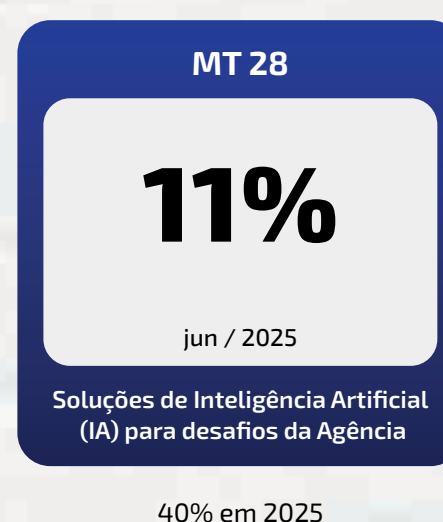 MT 28
11%
jun / 2025
Soluções de Inteligência Artificial
(IA) para desafios da Agência
40% em 2025